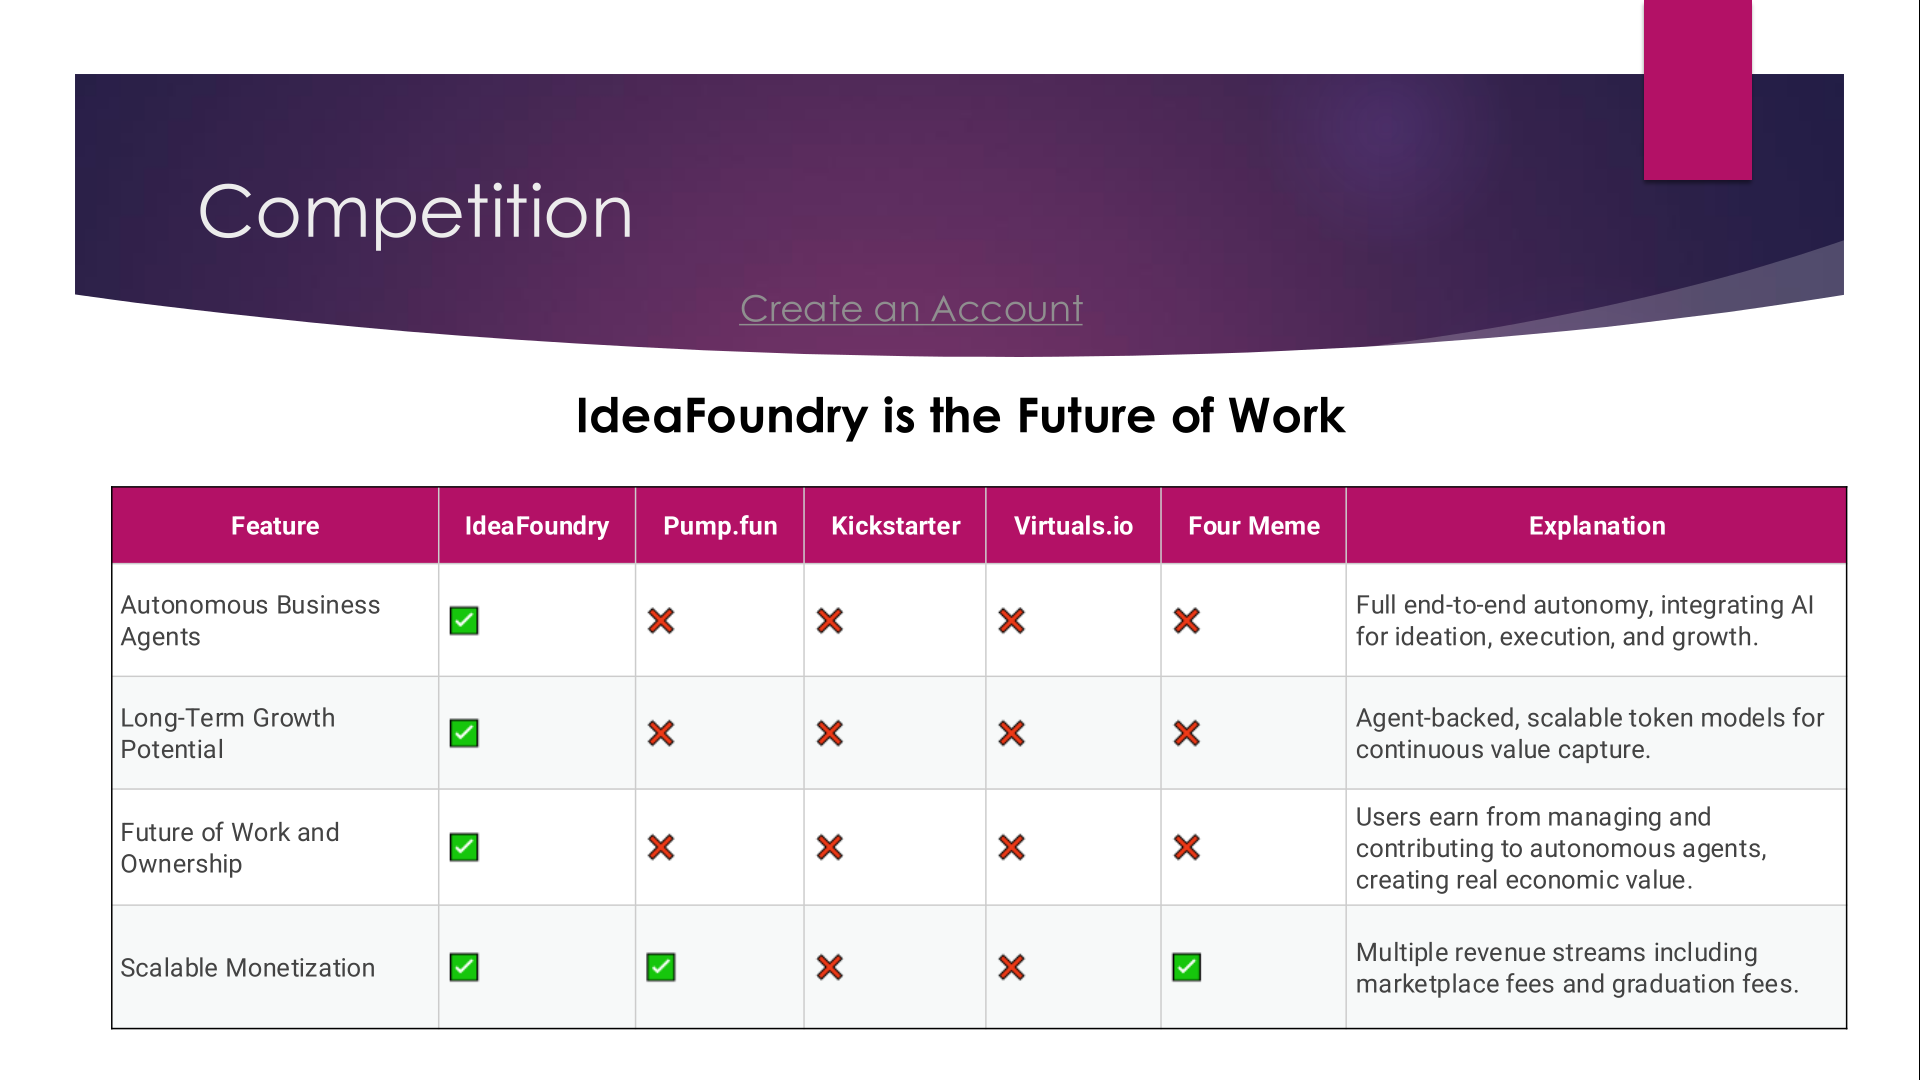 Competition
Create an Account
IdeaFoundry is the Future of Work
Feature IdeaFoundry Pump.fun Kickstarter Virtuals.io Four Meme Explanation
Autonomous Business
Agents
✅ ❌ ❌ ❌ ❌
Full end-to-end autonomy, integrating AI
for ideation, execution, and growth.
Long-Term Growth
Potential
✅ ❌ ❌ ❌ ❌
Agent-backed, scalable token models for
continuous value capture.
Future of Work and
Ownership
✅ ❌ ❌ ❌ ❌
Users earn from managing and
contributing to autonomous agents,
creating real economic value.
Scalable Monetization
✅ ✅ ❌ ❌ ✅
Multiple revenue streams including
marketplace fees and graduation fees.